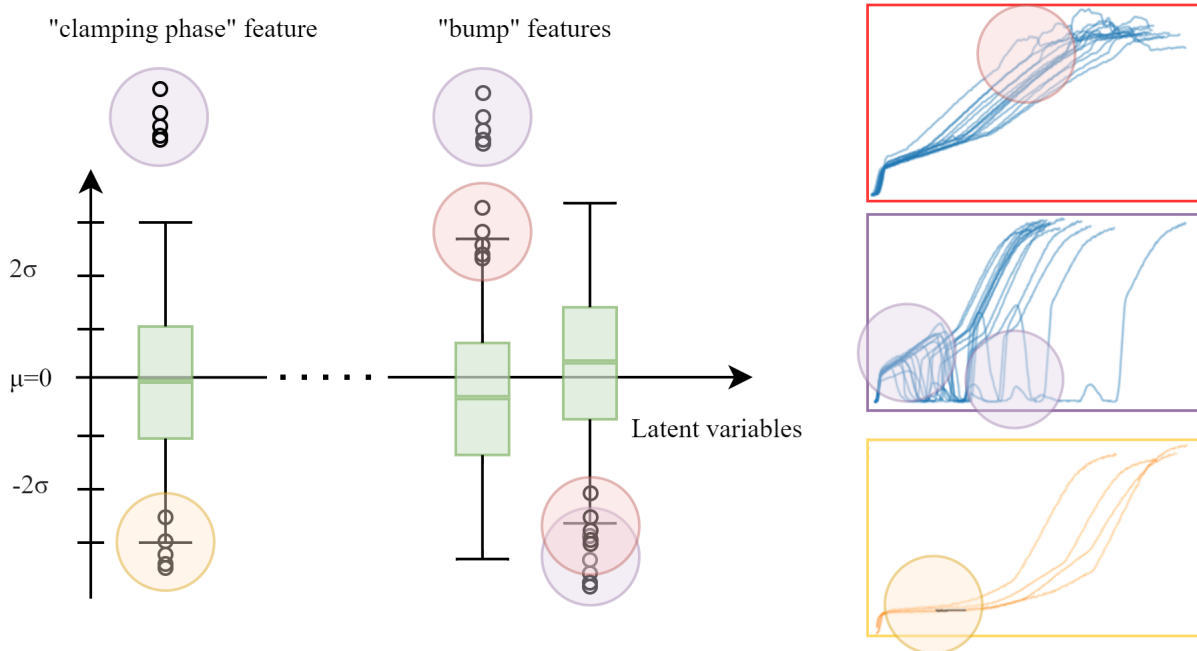 "clamping phase" feature
"bump" features
2σ
μ=0
Latent variables
-2σ